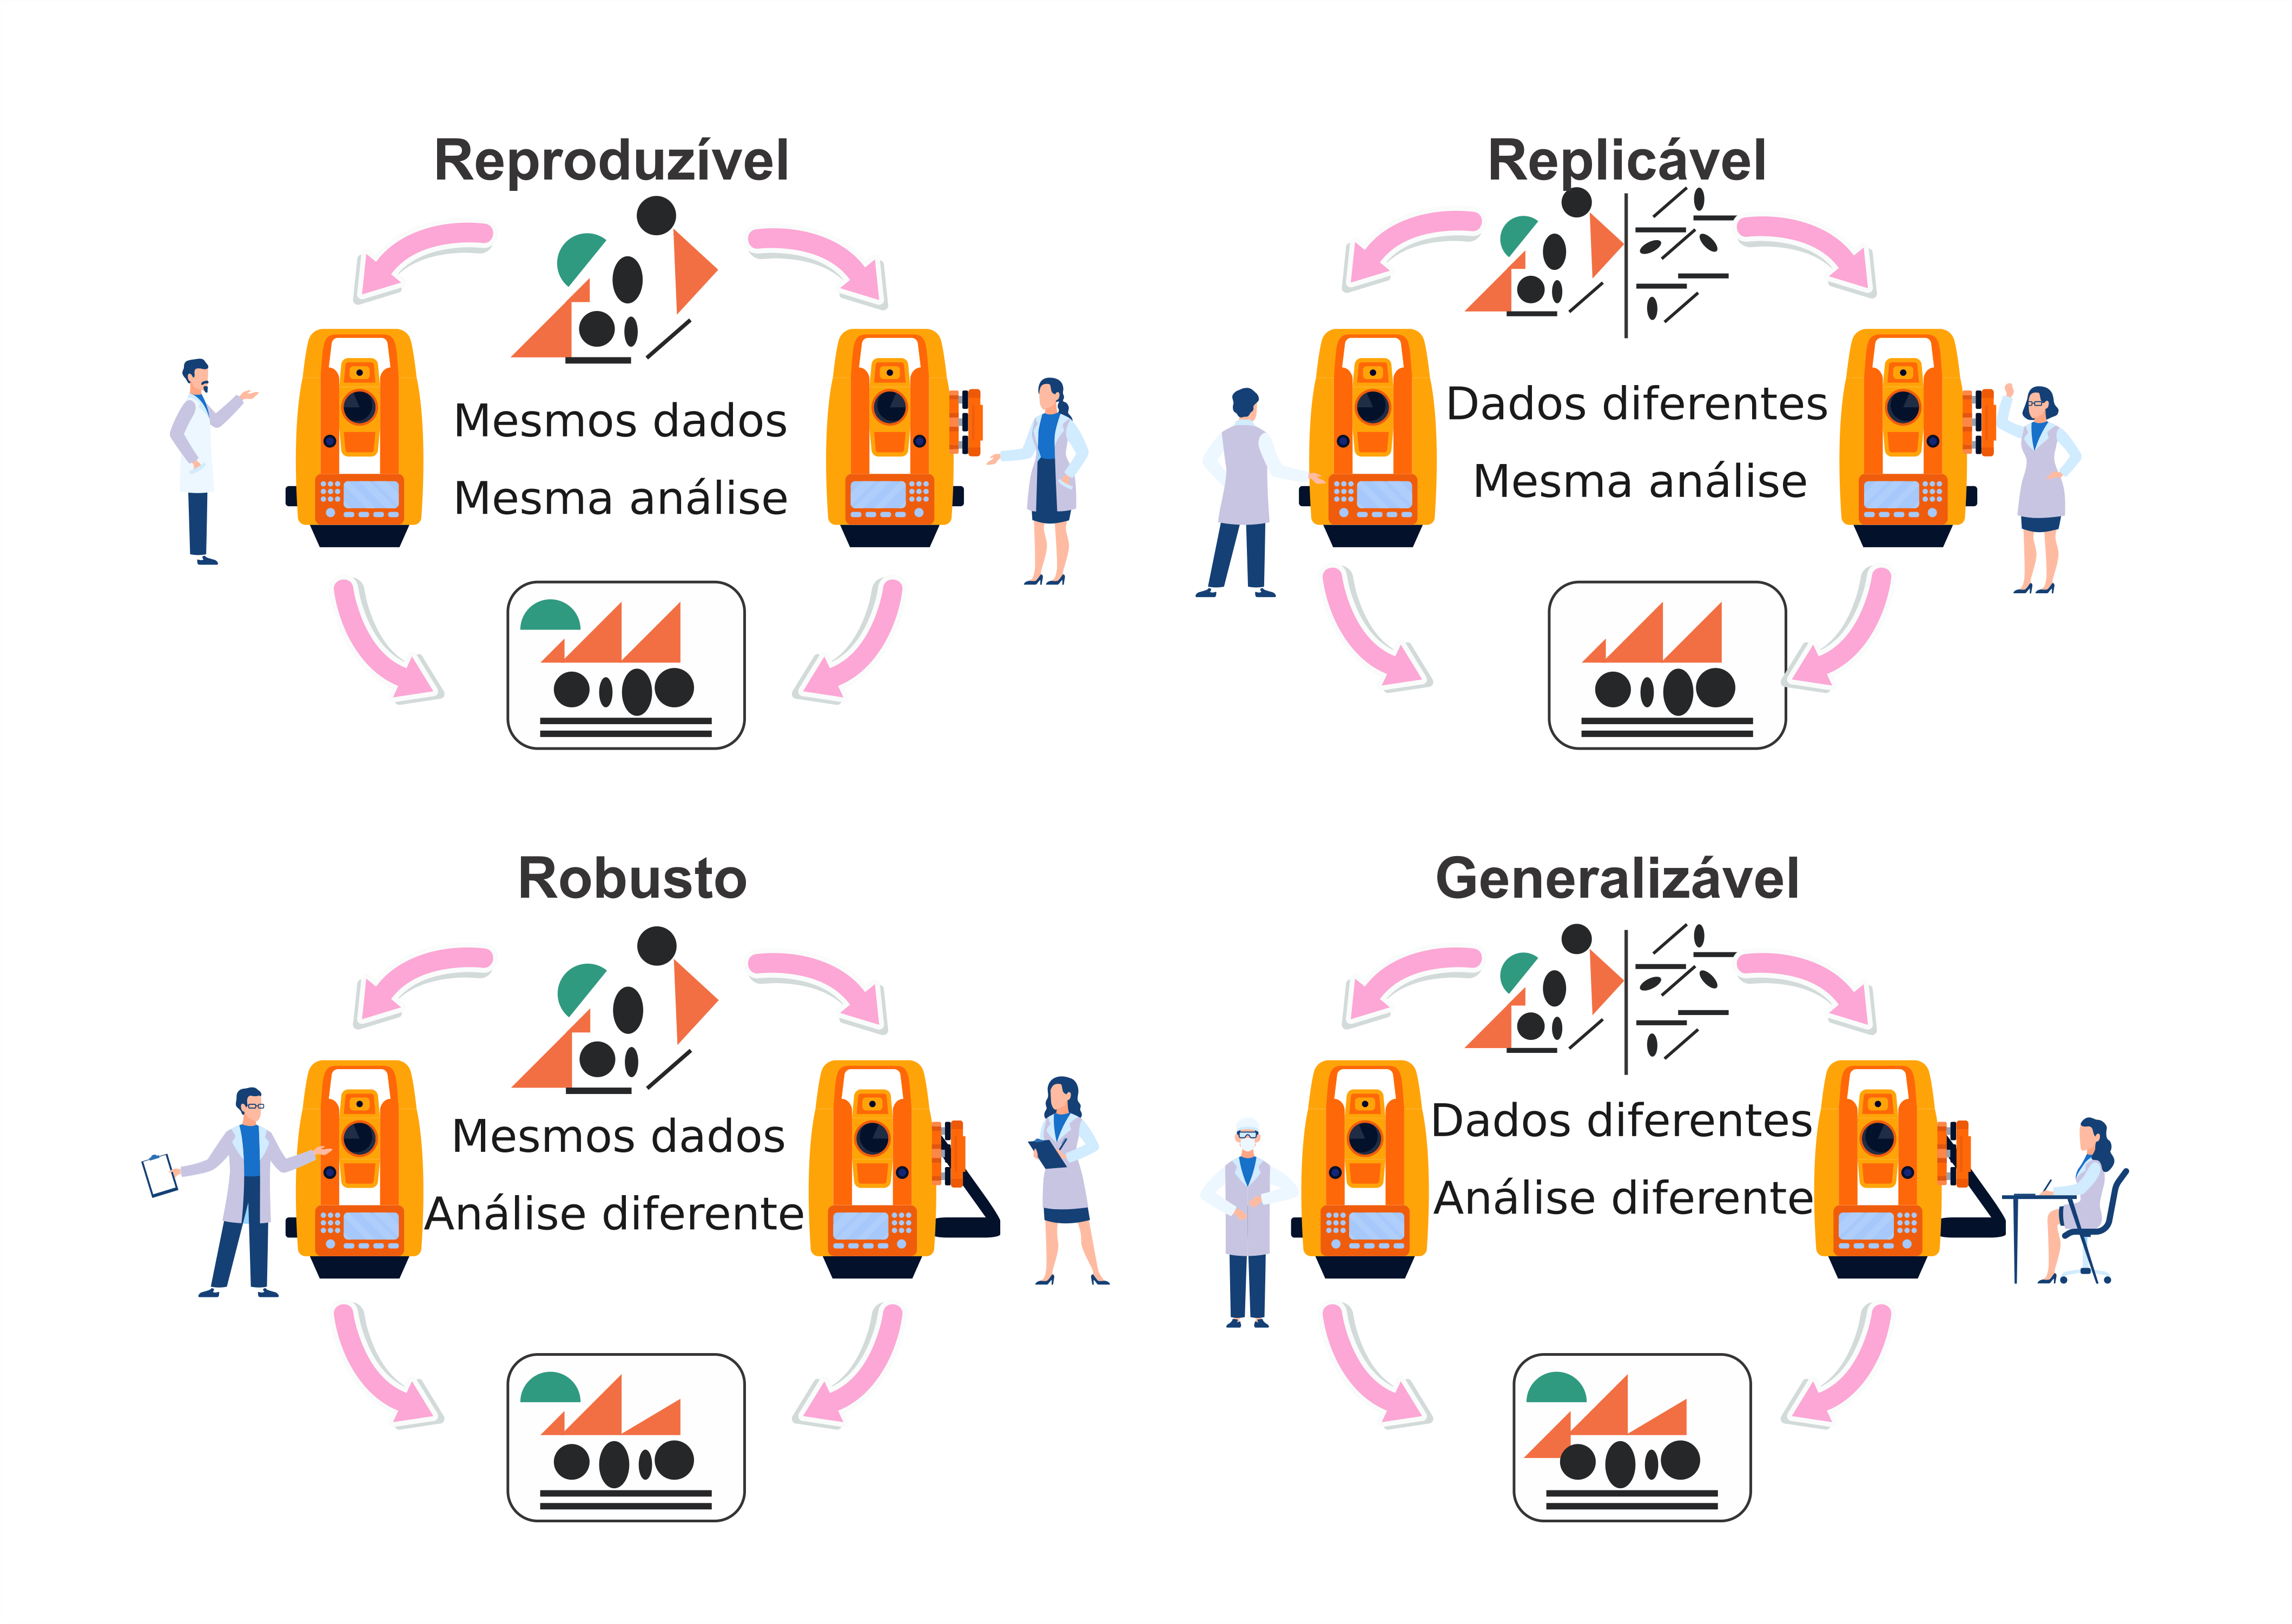 Reproduzível
Mesmos dados
Mesma análise
Replicável
Dados diferentes
Mesma análise
Robusto
Mesmos dados
Análise diferente
Generalizável
Dados diferentes
Análise diferente